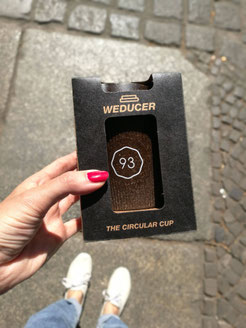 WEDUCER
93
THE CIRCULAR CUP